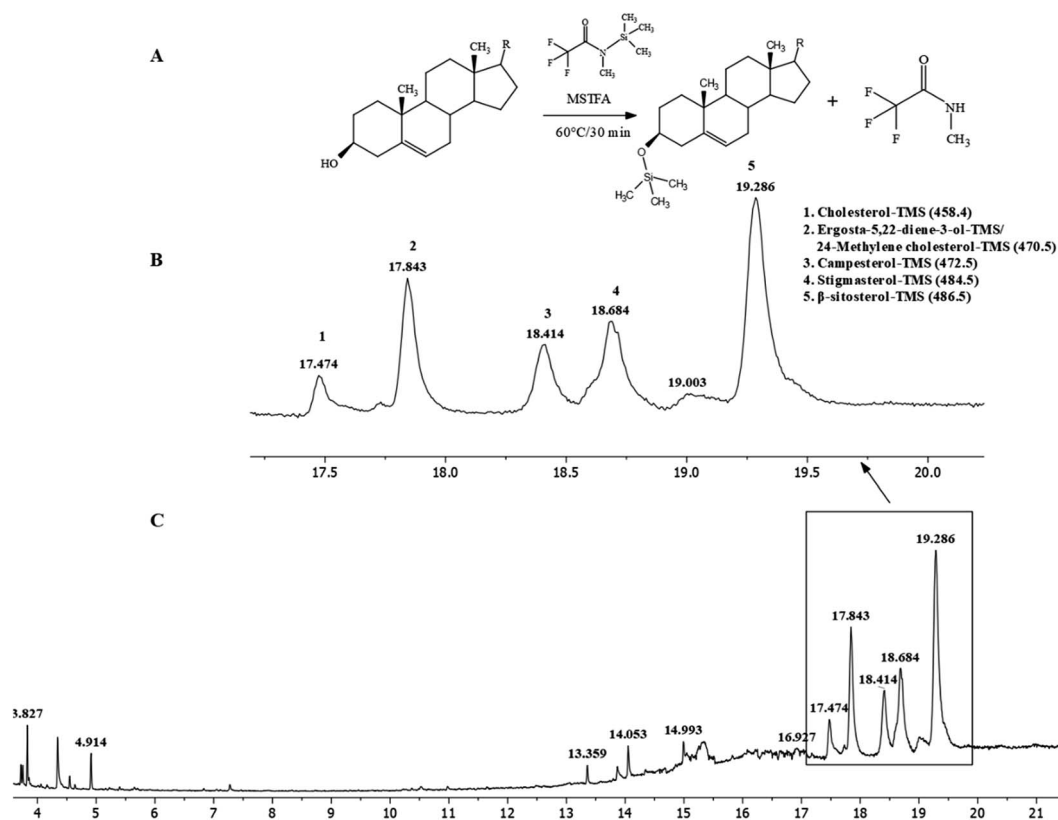 A
HO
CH₃
CH₃
R
F
F
F
O
N
CH₃
Si
CH₃
H₃C
CH₃
MSTFA
60°C/30 min
CH₃
CH₃
R
O
Si
CH₃
H₃C
CH₃
+
F
F
F
O
NH
CH₃
B
1
17.474
2
17.843
3
18.414
4
18.684
19.003
5
19.286
1. Cholesterol-TMS (458.4)
2. Ergosta-5,22-diene-3-ol-TMS/
24-Methylene cholesterol-TMS (470.5)
3. Campesterol-TMS (472.5)
4. Stigmasterol-TMS (484.5)
5. β-sitosterol-TMS (486.5)
17.5 18.0 18.5 19.0 19.5 20.0
C
3.827
4.914
13.359
14.053
14.993
16.927
17.474
17.843
18.414
18.684
19.286
4 5 6 7 8 9 10 11 12 13 14 15 16 17 18 19 20 21